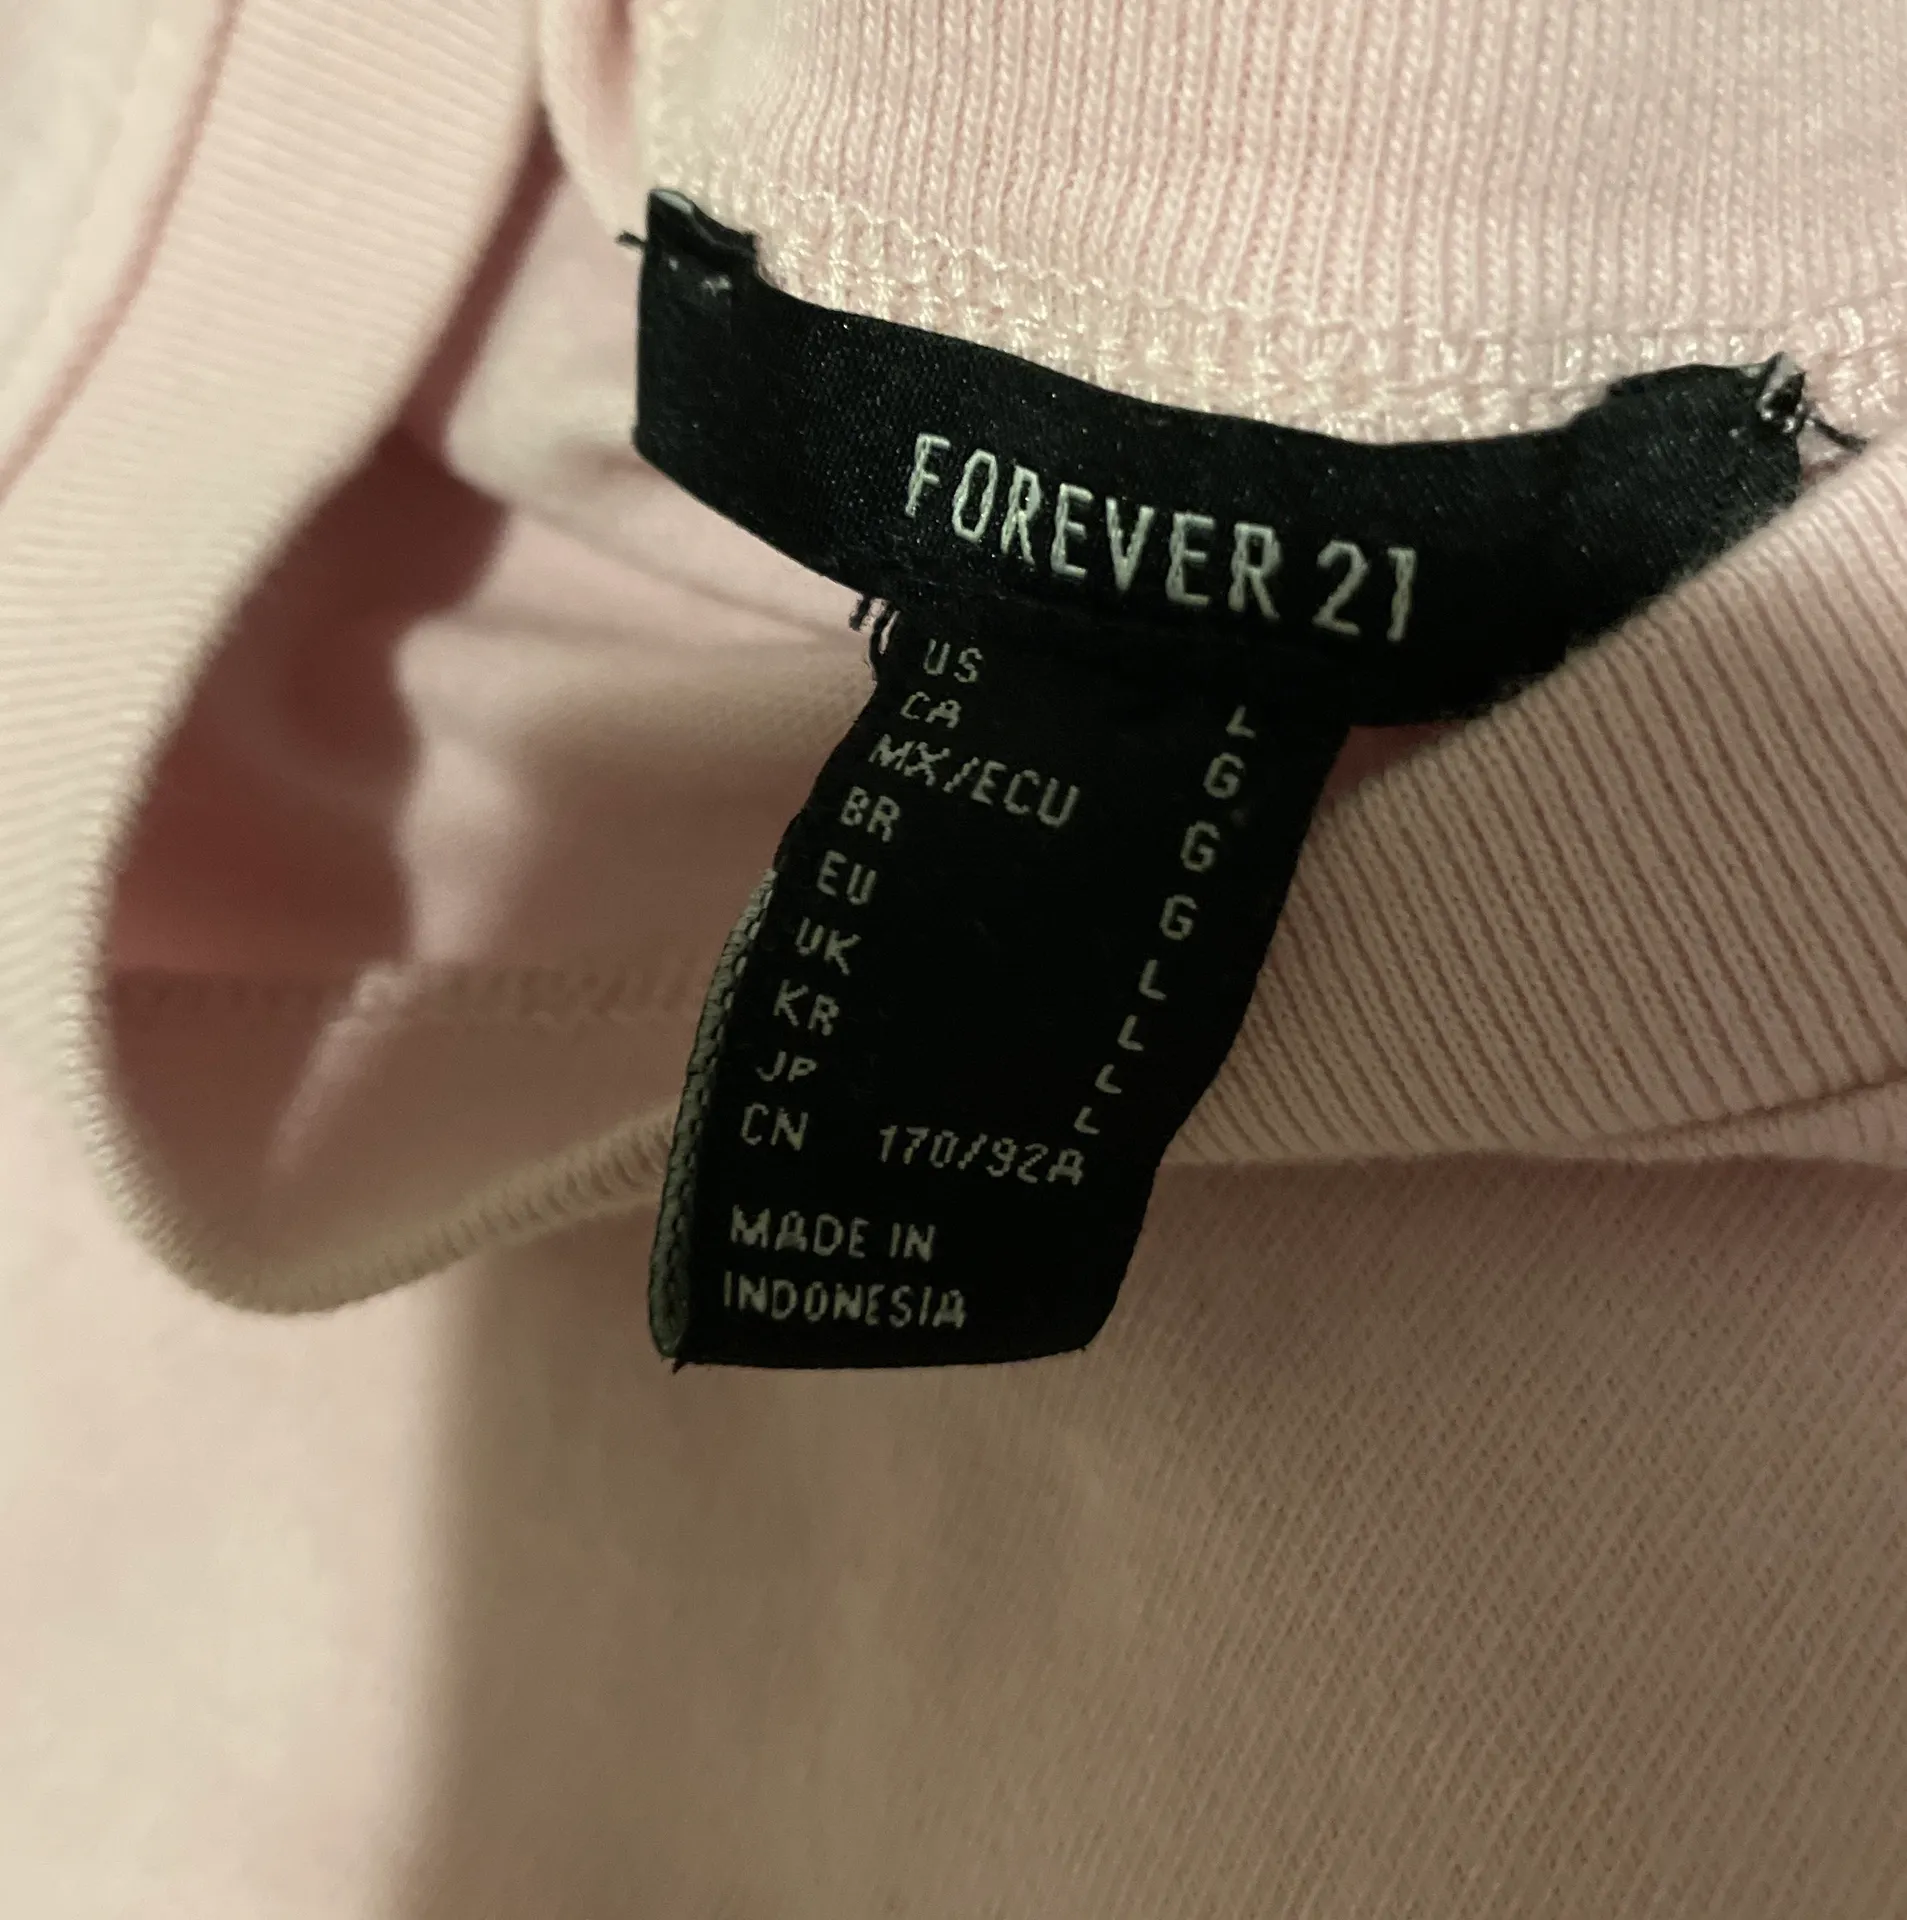 FOREVER 21
US L
CA G
MX/ECU G
BR G
EU L
UK L
KR L
JP L
CN 170/92A
MADE IN
INDONESIA